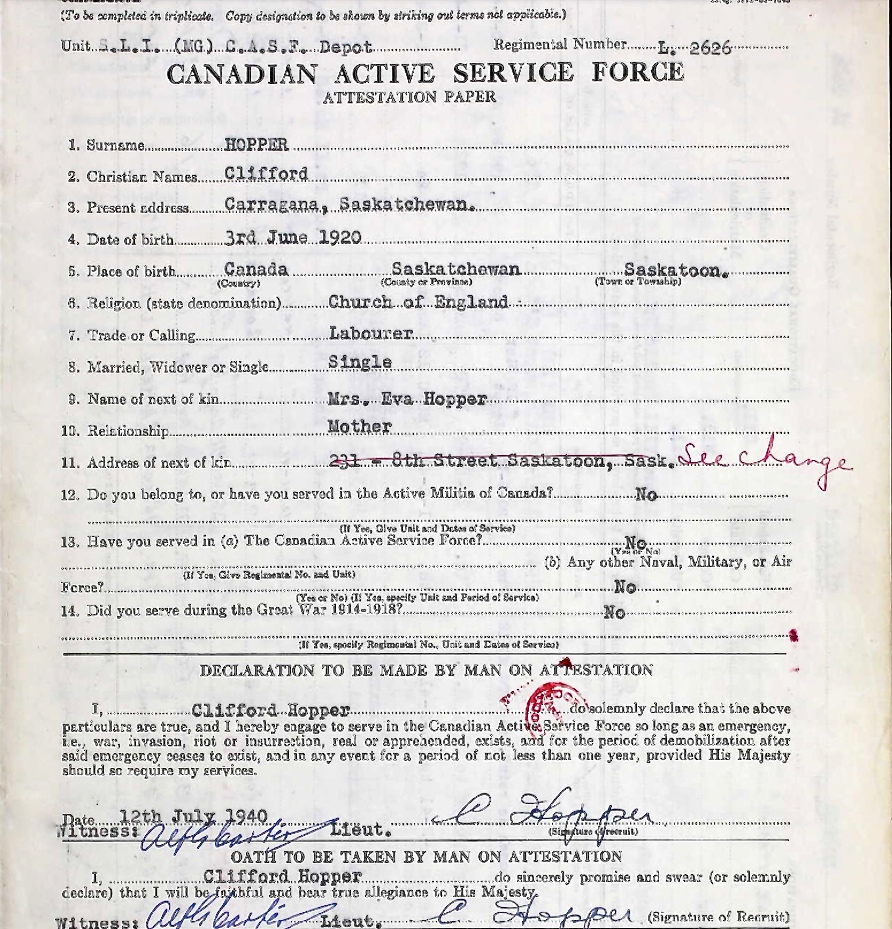 (To be completed in triplicate. Copy designation to be shown by striking out terms not applicable.)
Unit S.L.I. (MG) C.A.S.F. Depot Regimental Number L. 2626
CANADIAN ACTIVE SERVICE FORCE
ATTESTATION PAPER
1. Surname HOPPER
2. Christian Names Clifford
3. Present address Carragana, Saskatchewan.
4. Date of birth 3rd June 1920
5. Place of birth Canada Saskatchewan Saskatoon.
(Country) (County or Province) (Town or Township)
6. Religion (state denomination) Church of England
7. Trade or Calling Labourer
8. Married, Widower or Single Single
9. Name of next of kin Mrs. Eva Hopper
10. Relationship Mother
11. Address of next of kin 231 - 8th Street Saskatoon, Sask. See change
12. Do you belong to, or have you served in the Active Militia of Canada? No
(If Yes, Give Unit and Dates of Service)
13. Have you served in (a) The Canadian Active Service Force? No
(Yes or No)
(b) Any other Naval, Military, or Air
(If Yes, Give Regimental No. and Unit)
Force? No
(Yes or No) (If Yes, specify Unit and Period of Service)
14. Did you serve during the Great War 1914-1918? No
(If Yes, specify Regimental No., Unit and Dates of Service)
DECLARATION TO BE MADE BY MAN ON ATTESTATION
I, Clifford Hopper do solemnly declare that the above
particulars are true, and I hereby engage to serve in the Canadian Active Service Force so long as an emergency,
i.e., war, invasion, riot or insurrection, real or apprehended, exists, and for the period of demobilization after
said emergency ceases to exist, and in any event for a period of not less than one year, provided His Majesty
should so require my services.
Date 12th July 1940 C Hopper
Witness: Lieut. (Signature of recruit)
OATH TO BE TAKEN BY MAN ON ATTESTATION
I, Clifford Hopper do sincerely promise and swear (or solemnly
declare) that I will be faithful and bear true allegiance to His Majesty.
Witness: Lieut. C Hopper (Signature of Recruit)